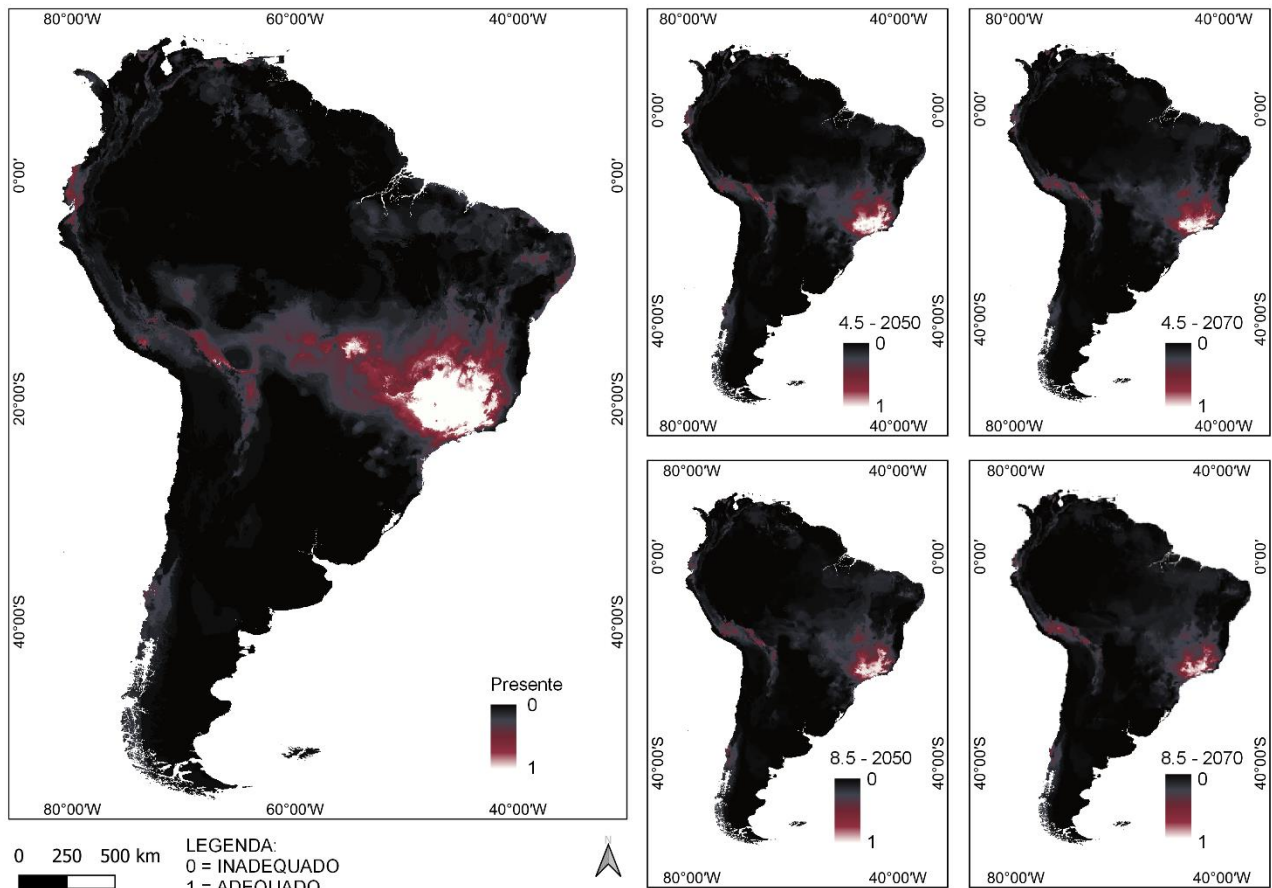 80°00'W 60°00'W 40°00'W
0°00'
20°00'S
40°00'S
Presente
0
1
80°00'W 60°00'W 40°00'W
0 250 500 km
LEGENDA:
0 = INADEQUADO
1 = ADEQUADO
N
80°00'W 40°00'W
0°00' 0°00'
40°00'S 40°00'S
4.5 - 2050
0
1
80°00'W 40°00'W
80°00'W 40°00'W
0°00' 0°00'
40°00'S 40°00'S
4.5 - 2070
0
1
80°00'W 40°00'W
80°00'W 40°00'W
0°00' 0°00'
40°00'S 40°00'S
8.5 - 2050
0
1
80°00'W 40°00'W
80°00'W 40°00'W
0°00' 0°00'
40°00'S 40°00'S
8.5 - 2070
0
1
80°00'W 40°00'W